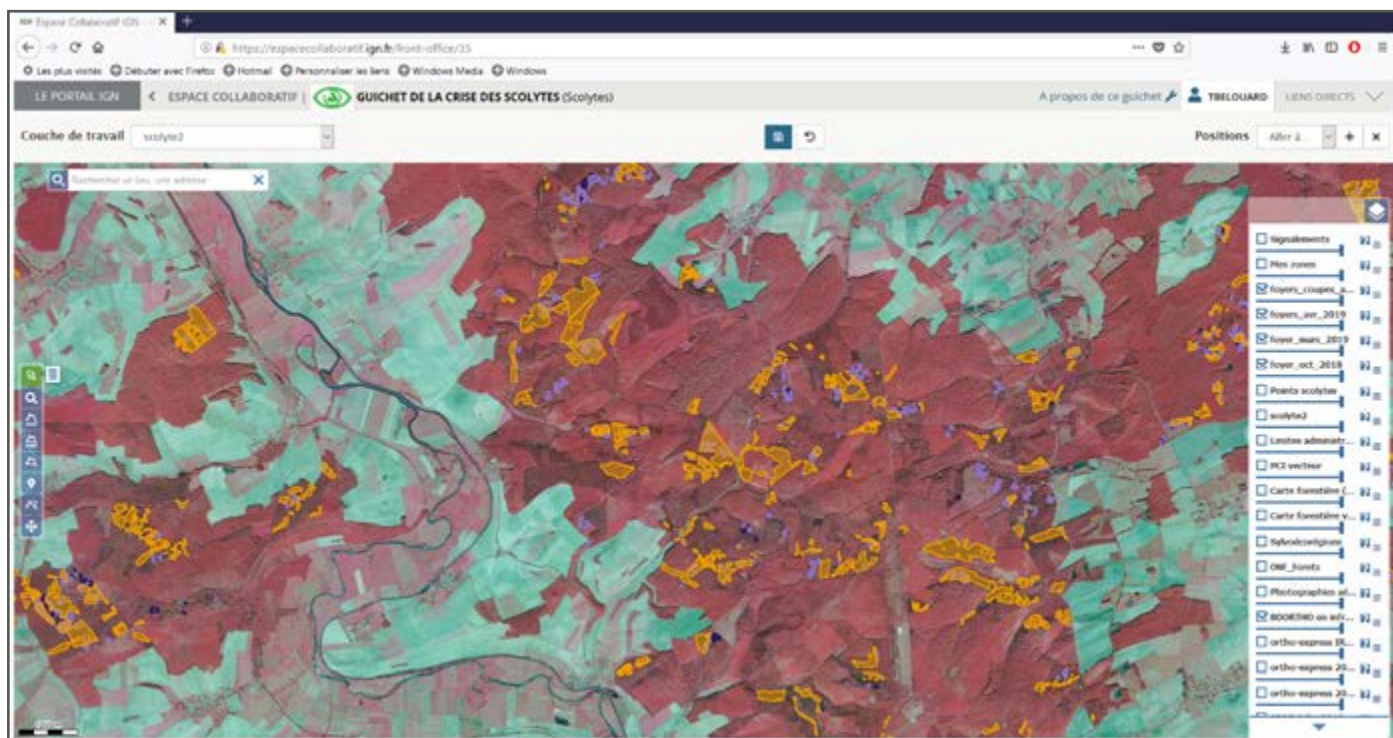 Espace Collaboratif IGN
https://espacecollaboratif.ign.fr/front-office/15
Les plus visités Débuter avec Firefox Hotmail Personnaliser les liens Windows Media Windows
LE PORTAIL IGN < ESPACE COLLABORATIF | GUICHET DE LA CRISE DES SCOLYTES (Scolytes) A propos de ce guichet TBELOUARD LIENS DIRECTS
Couche de travail scolyte2 Positions Aller à
Rechercher un lieu, une adresse
Signalements
Mes zones
foyers_coupes_a...
foyers_avr_2019
foyer_mars_2019
foyer_oct_2018
Points scolytes
scolyte2
Limites administr...
PCI vecteur
Carte forestière (...
Carte forestière v...
Sylvoécorégions
ONF_forets
Photographies aé...
BDORTHO en infr...
ortho-express IR...
ortho-express 20...
ortho-express 20...